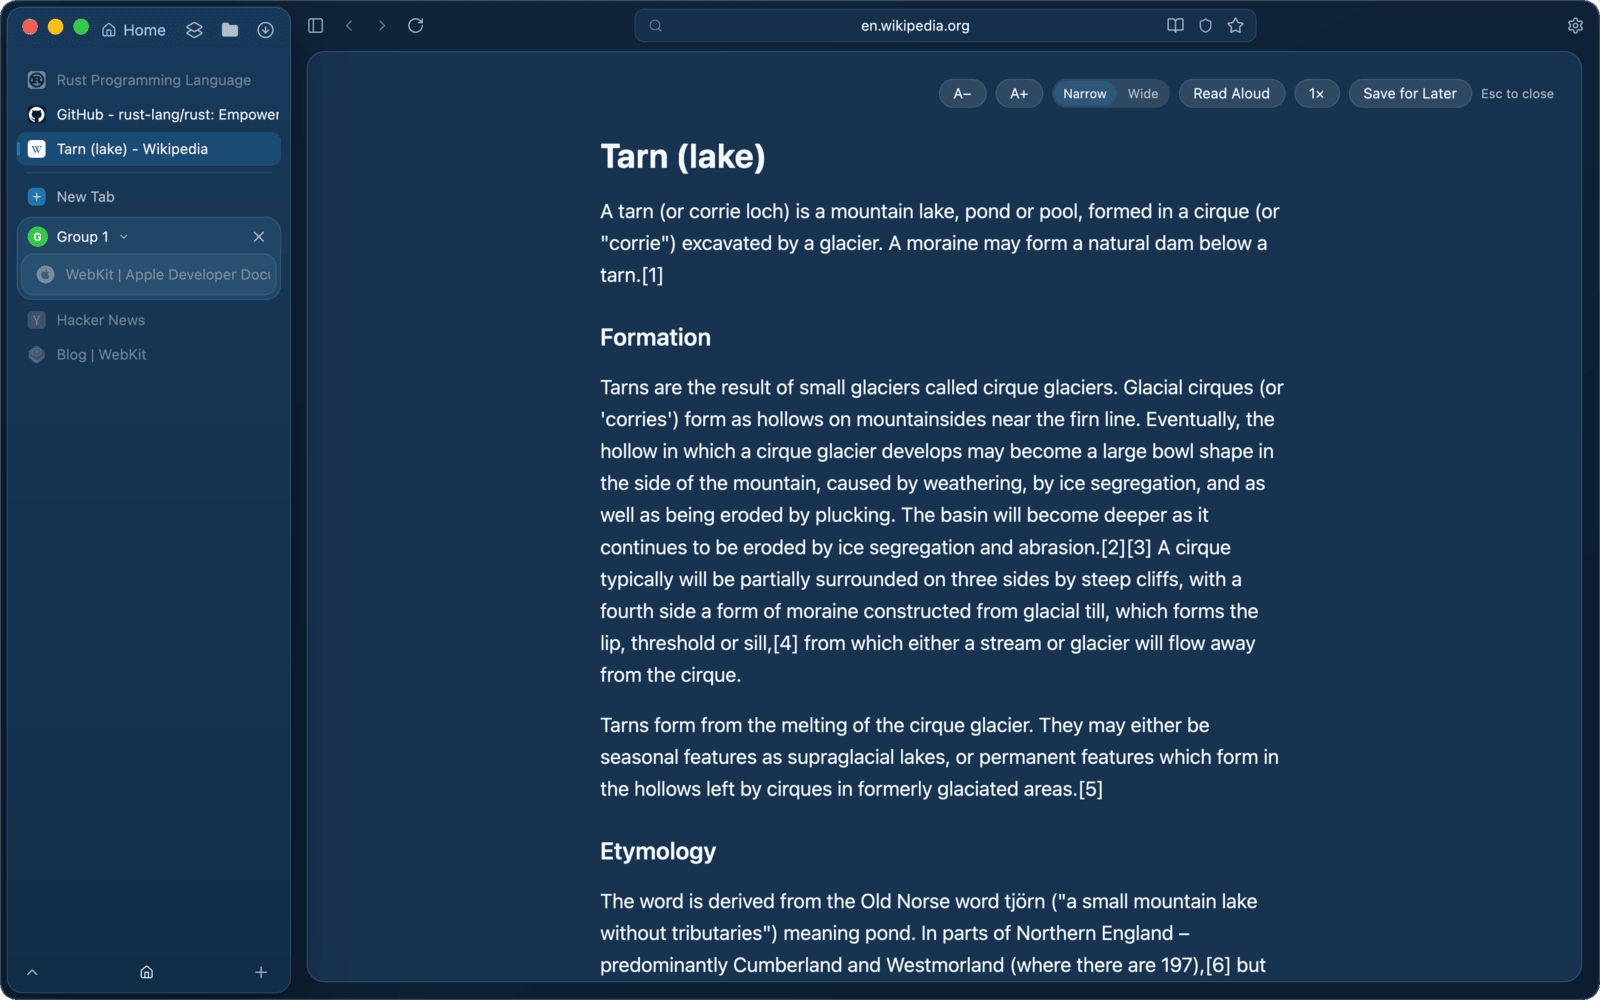 Home
en.wikipedia.org
Rust Programming Language
GitHub - rust-lang/rust: Empower
W Tarn (lake) - Wikipedia
New Tab
G Group 1
WebKit | Apple Developer Docu
Y Hacker News
Blog | WebKit
A− A+ Narrow Wide Read Aloud 1× Save for Later Esc to close
Tarn (lake)
A tarn (or corrie loch) is a mountain lake, pond or pool, formed in a cirque (or
"corrie") excavated by a glacier. A moraine may form a natural dam below a
tarn.[1]
Formation
Tarns are the result of small glaciers called cirque glaciers. Glacial cirques (or
'corries') form as hollows on mountainsides near the firn line. Eventually, the
hollow in which a cirque glacier develops may become a large bowl shape in
the side of the mountain, caused by weathering, by ice segregation, and as
well as being eroded by plucking. The basin will become deeper as it
continues to be eroded by ice segregation and abrasion.[2][3] A cirque
typically will be partially surrounded on three sides by steep cliffs, with a
fourth side a form of moraine constructed from glacial till, which forms the
lip, threshold or sill,[4] from which either a stream or glacier will flow away
from the cirque.
Tarns form from the melting of the cirque glacier. They may either be
seasonal features as supraglacial lakes, or permanent features which form in
the hollows left by cirques in formerly glaciated areas.[5]
Etymology
The word is derived from the Old Norse word tjörn ("a small mountain lake
without tributaries") meaning pond. In parts of Northern England –
predominantly Cumberland and Westmorland (where there are 197),[6] but